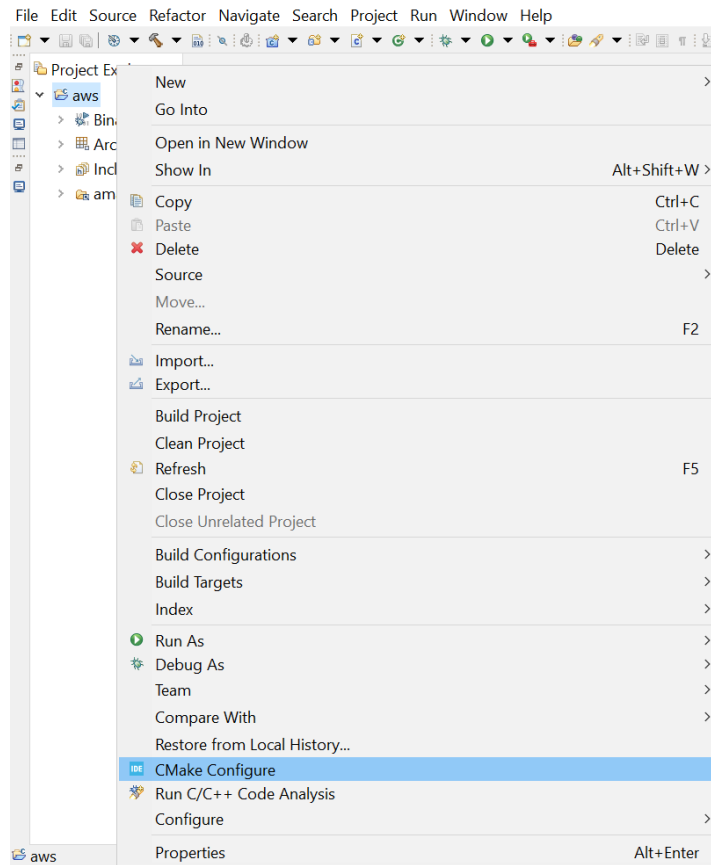 File Edit Source Refactor Navigate Search Project Run Window Help
Project Ex
aws
Bin
Arc
Incl
am
New
Go Into
Open in New Window
Show In Alt+Shift+W
Copy Ctrl+C
Paste Ctrl+V
Delete Delete
Source
Move...
Rename... F2
Import...
Export...
Build Project
Clean Project
Refresh F5
Close Project
Close Unrelated Project
Build Configurations
Build Targets
Index
Run As
Debug As
Team
Compare With
Restore from Local History...
IDE CMake Configure
Run C/C++ Code Analysis
Configure
Properties Alt+Enter
aws